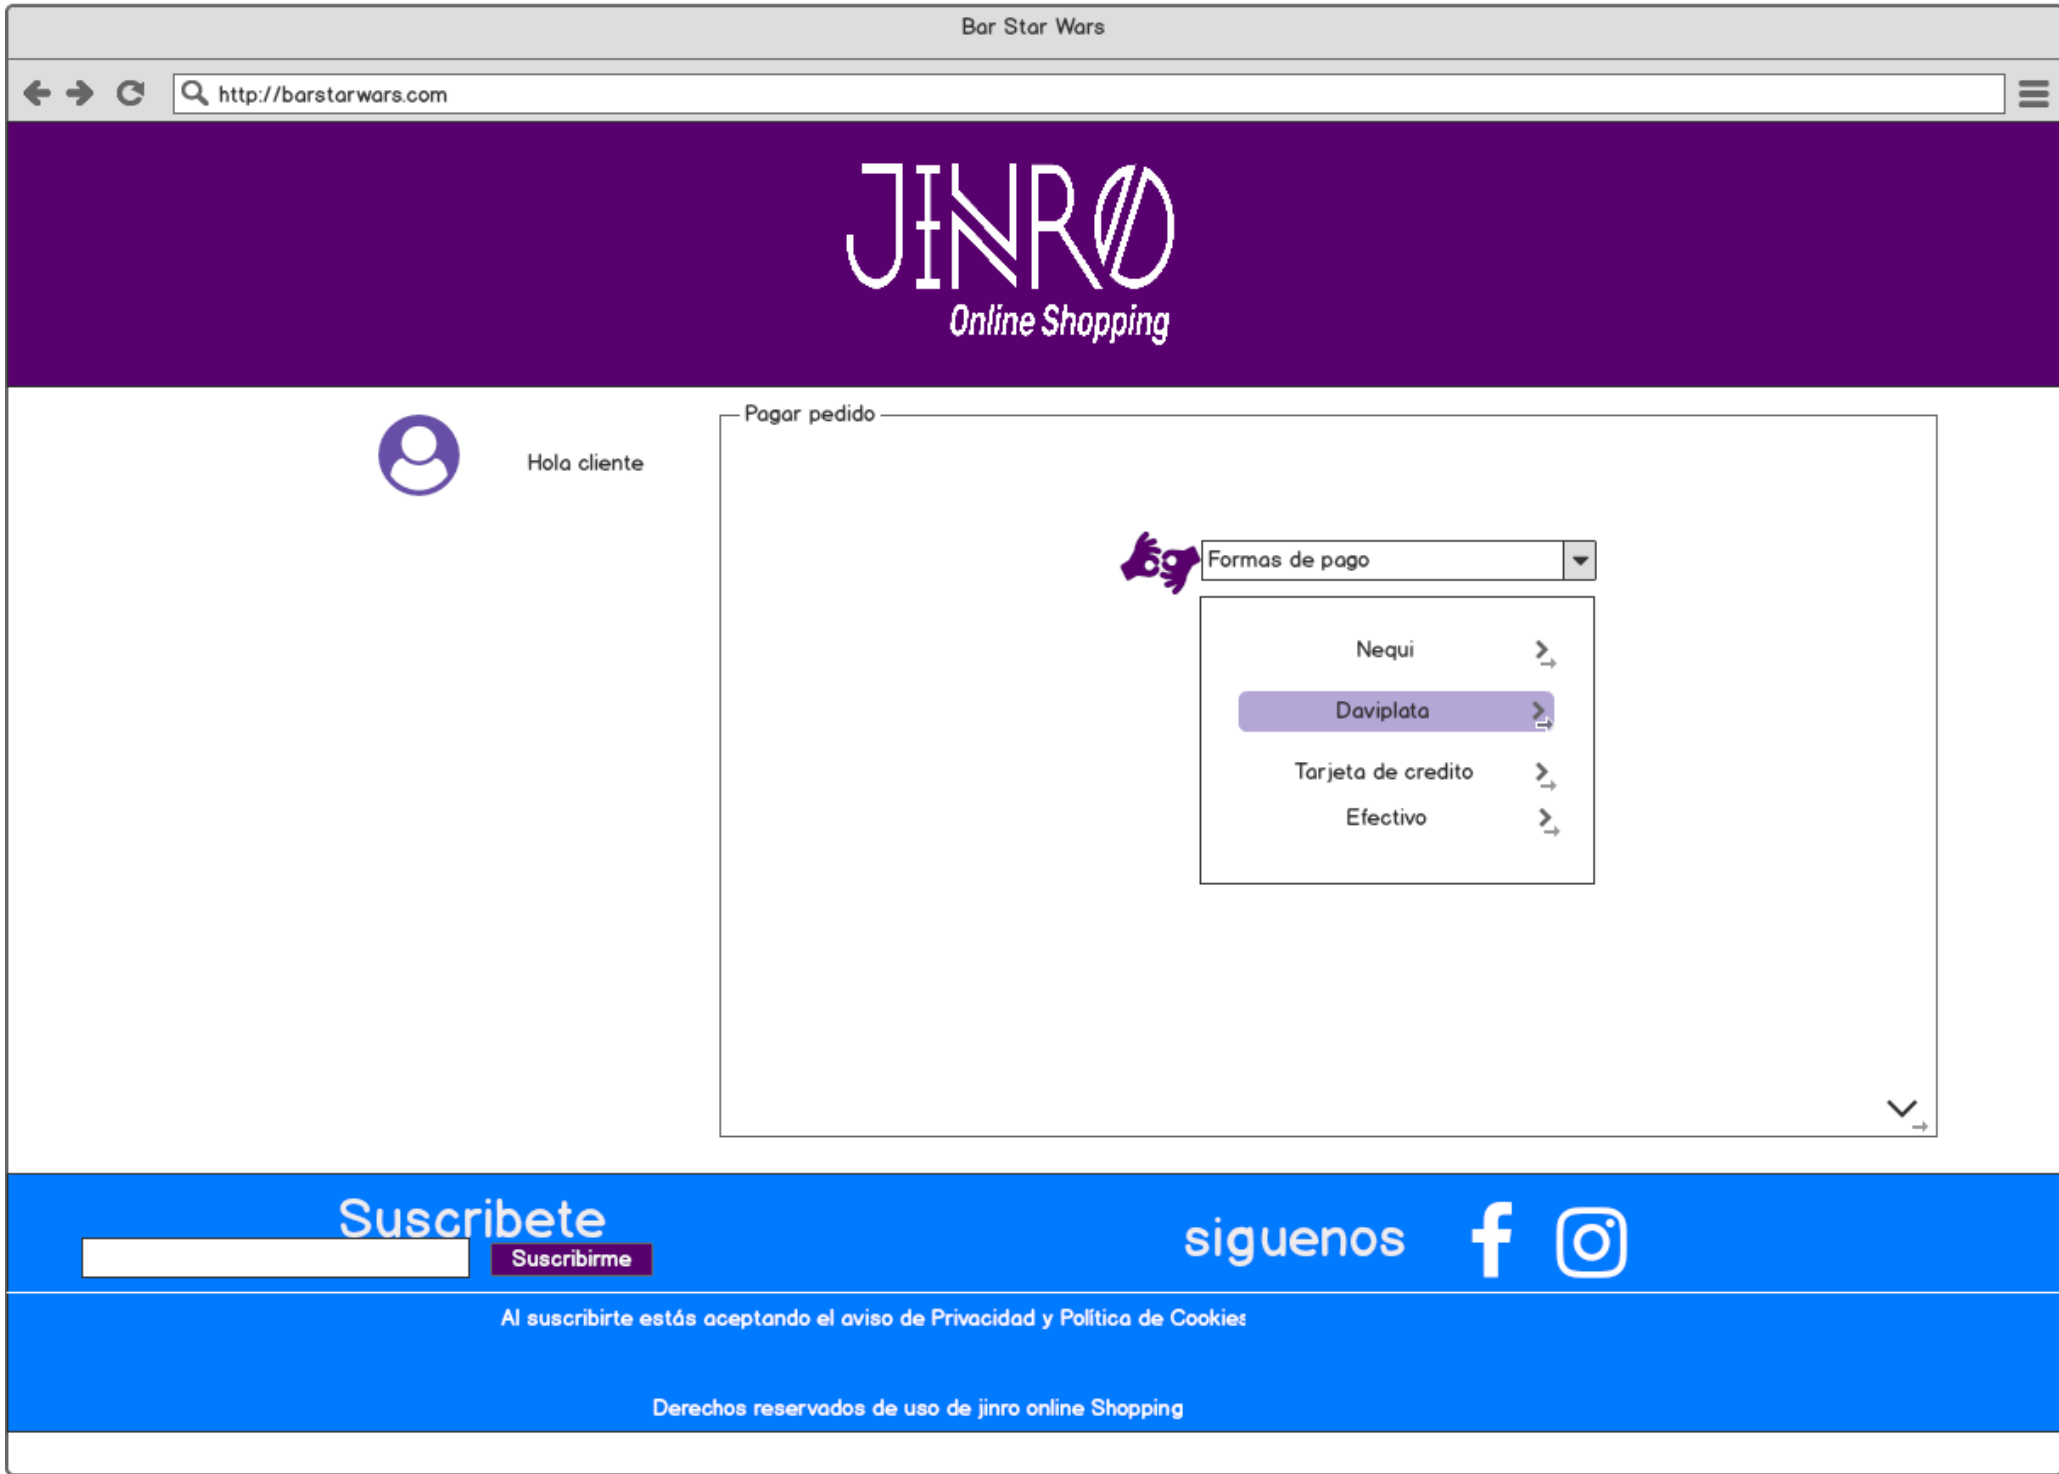 Bar Star Wars
http://barstarwars.com
JINRO
Online Shopping
Pagar pedido
Hola cliente
Formas de pago
Nequi
Daviplata
Tarjeta de credito
Efectivo
Suscribete
Suscribirme
siguenos
Al suscribirte estás aceptando el aviso de Privacidad y Política de Cookies
Derechos reservados de uso de jinro online Shopping